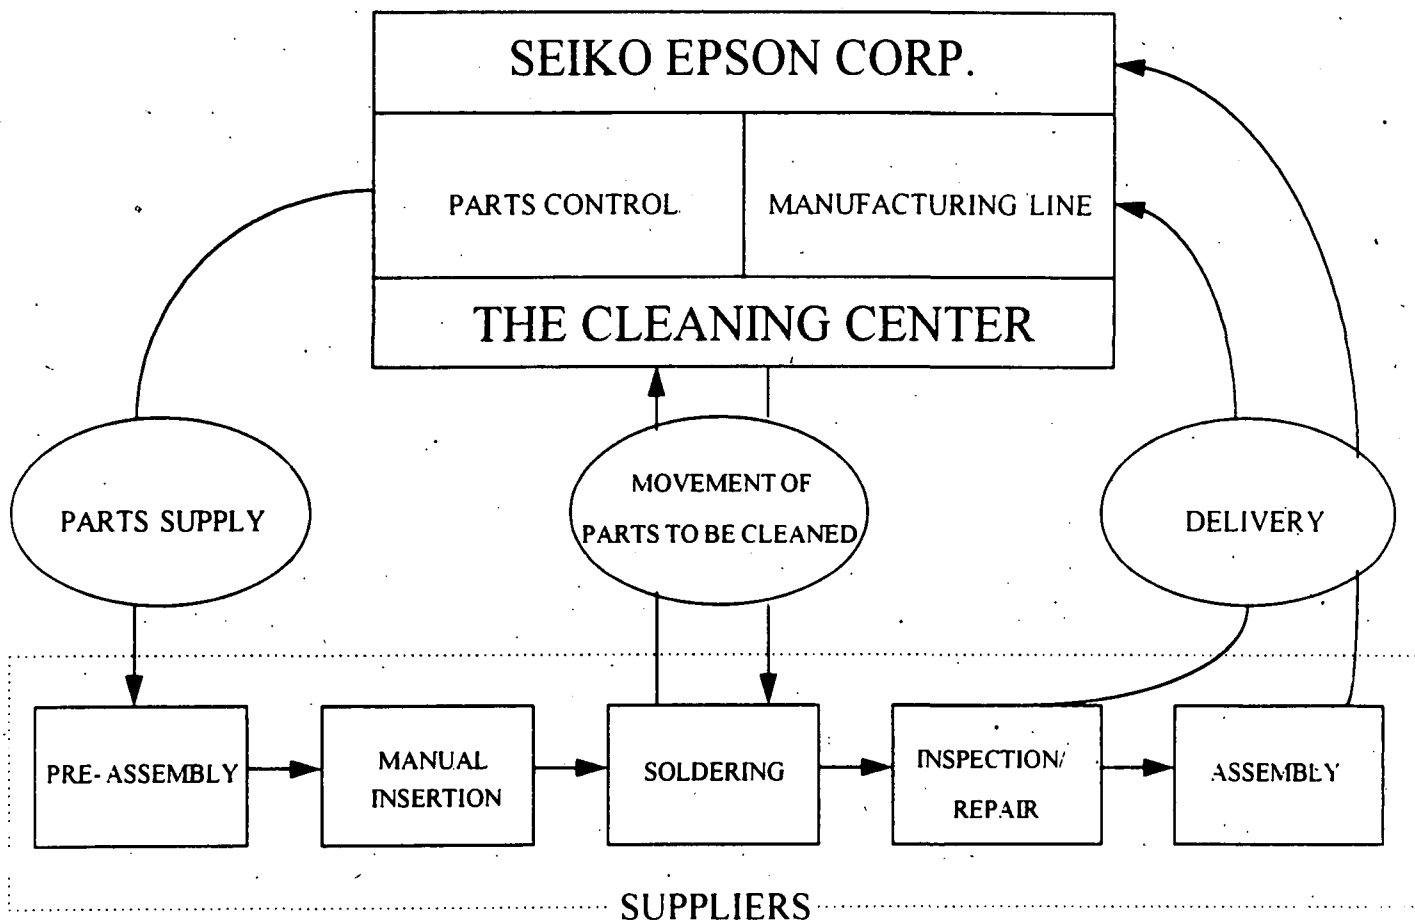 SEIKO EPSON CORP.
PARTS CONTROL
MANUFACTURING LINE
THE CLEANING CENTER
PARTS SUPPLY
MOVEMENT OF
PARTS TO BE CLEANED
DELIVERY
PRE-ASSEMBLY
MANUAL
INSERTION
SOLDERING
INSPECTION/
REPAIR
ASSEMBLY
SUPPLIERS